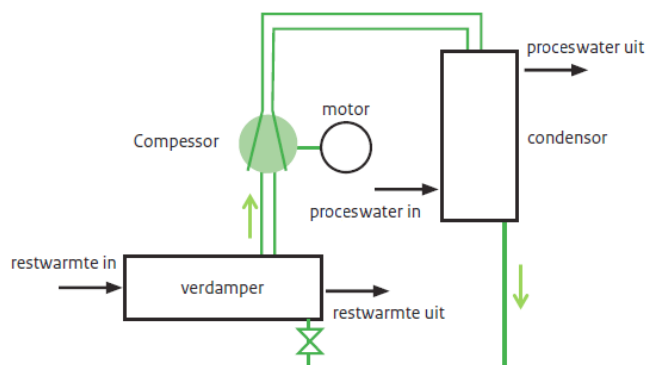 proceswater uit
motor
Compessor
condensor
proceswater in
restwarmte in
verdamper
restwarmte uit